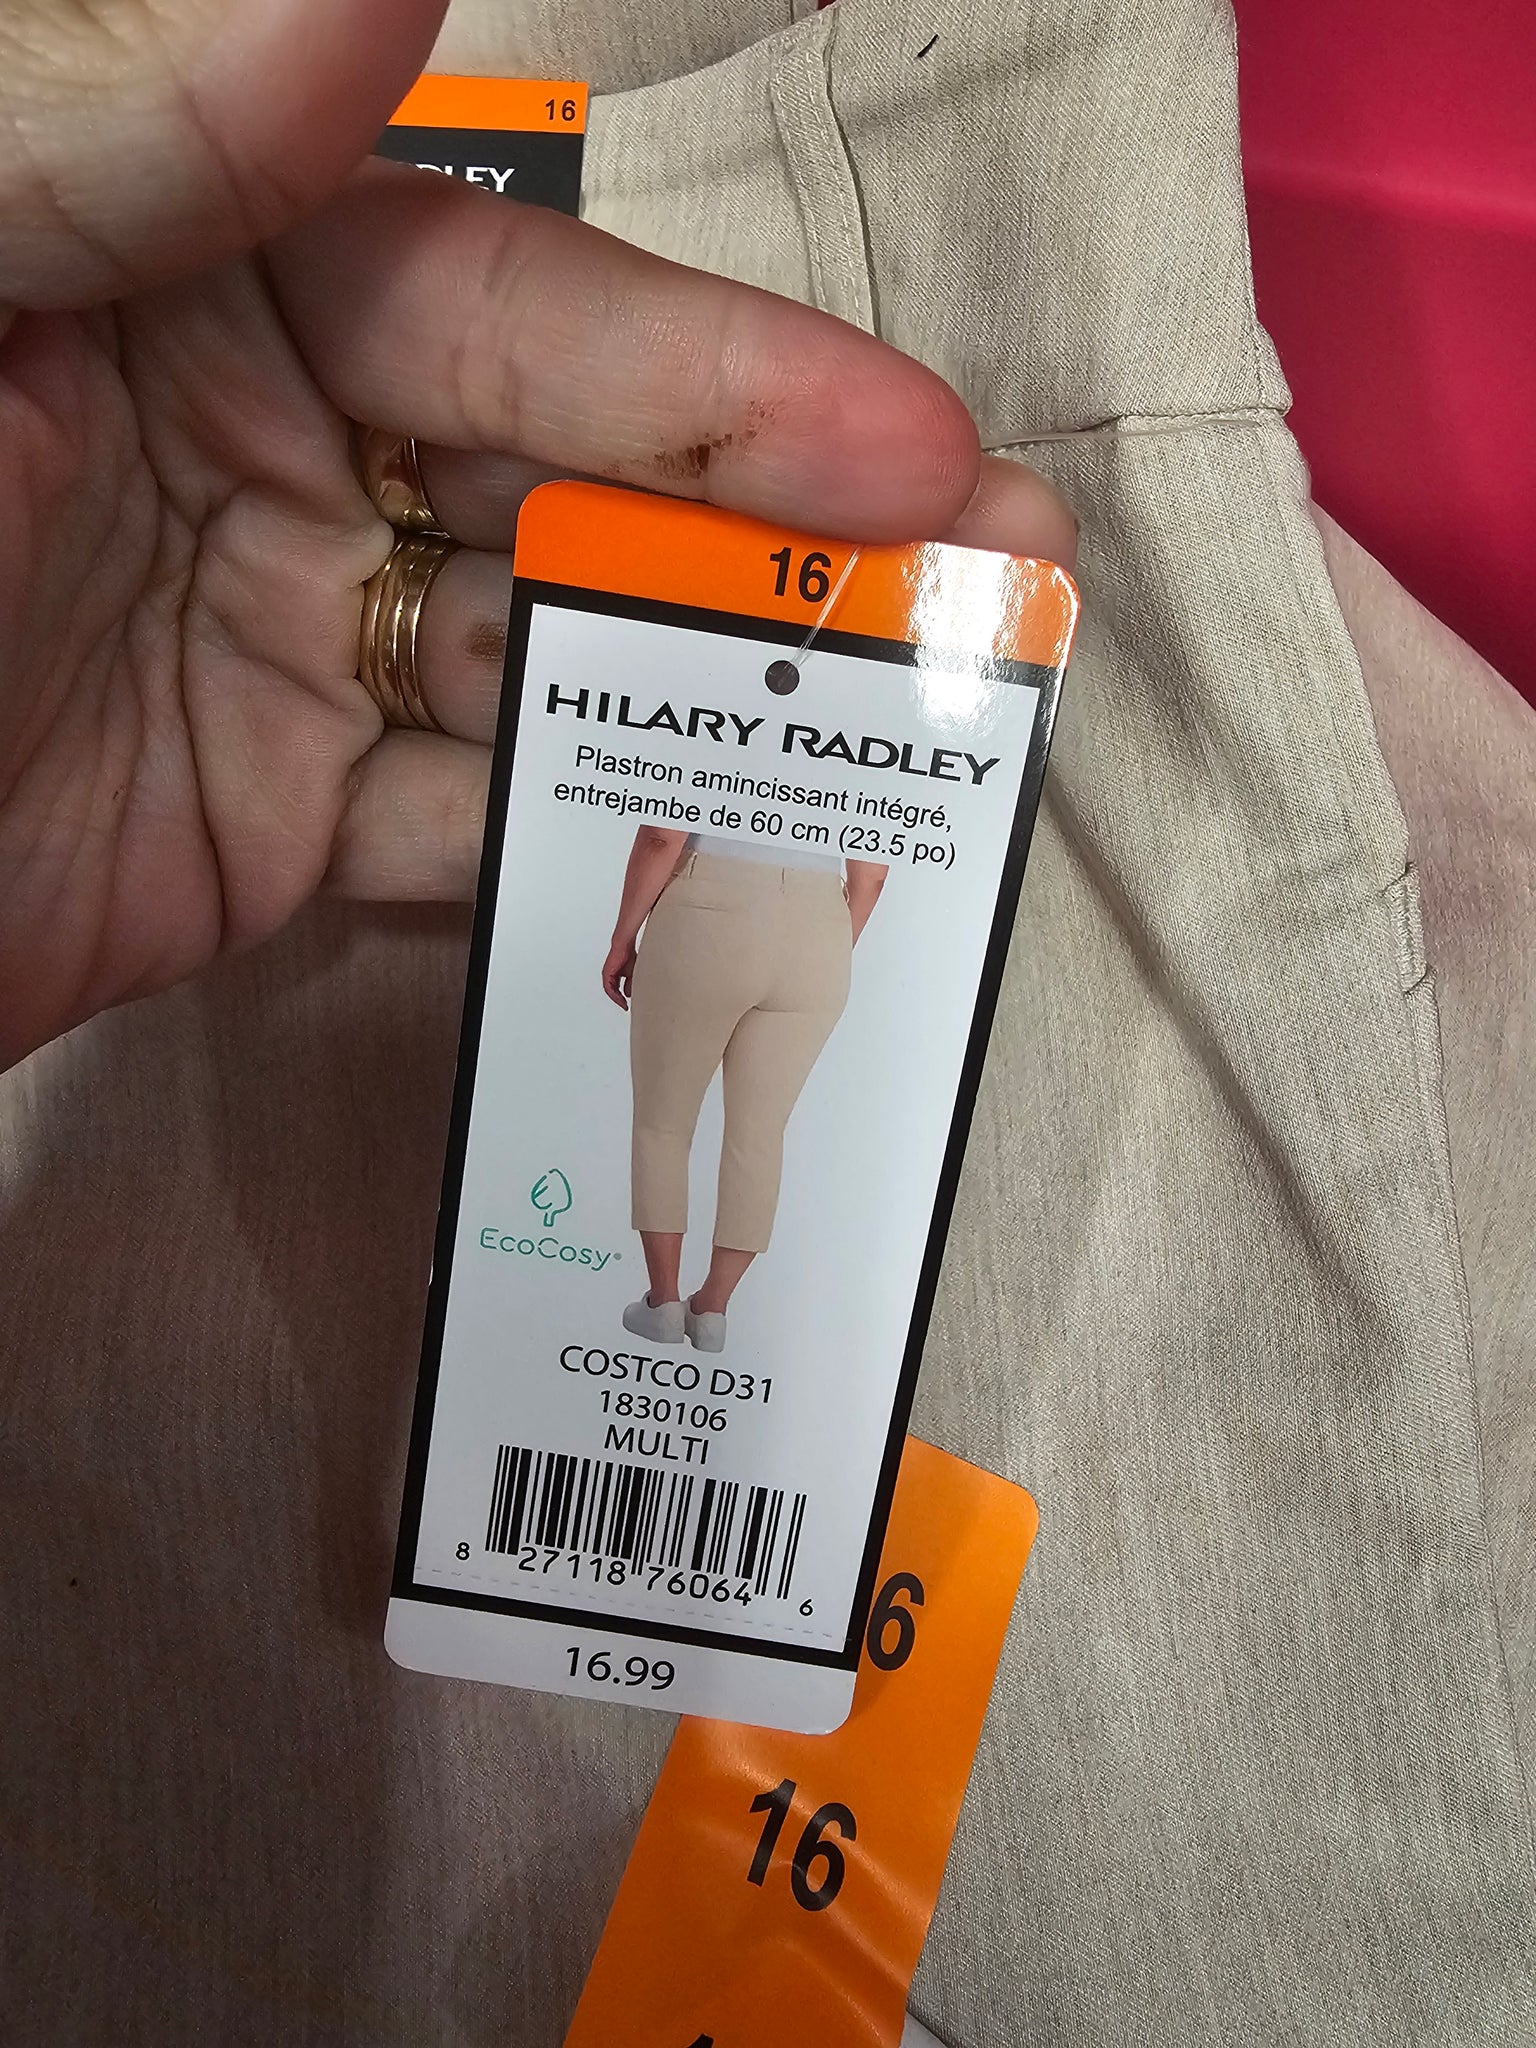 16
16
HILARY RADLEY
Plastron amincissant intégré,
entrejambe de 60 cm (23.5 po)
EcoCosy®
COSTCO D31
1830106
MULTI
8 27118 76064 6
16.99
16